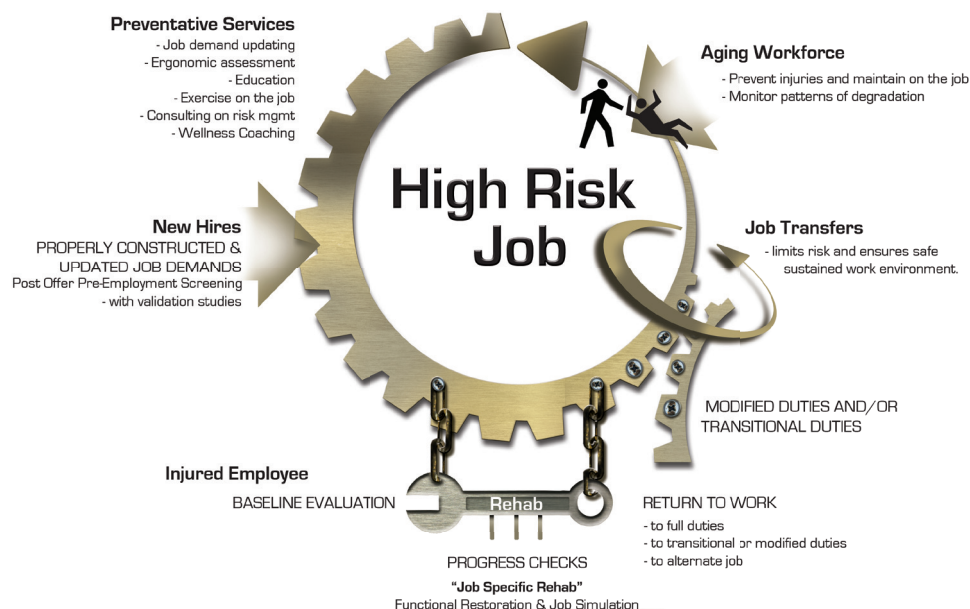 Preventative Services
- Job demand updating
- Ergonomic assessment
- Education
- Exercise on the job
- Consulting on risk mgmt
- Wellness Coaching
Aging Workforce
- Prevent injuries and maintain on the job
- Monitor patterns of degradation
High Risk
Job
New Hires
PROPERLY CONSTRUCTED &
UPDATED JOB DEMANDS
Post Offer Pre-Employment Screening
- with validation studies
Job Transfers
- limits risk and ensures safe
sustained work environment.
MODIFIED DUTIES AND/OR
TRANSITIONAL DUTIES
Injured Employee
BASELINE EVALUATION
Rehab
RETURN TO WORK
- to full duties
- to transitional or modified duties
- to alternate job
PROGRESS CHECKS
“Job Specific Rehab”
Functional Restoration & Job Simulation